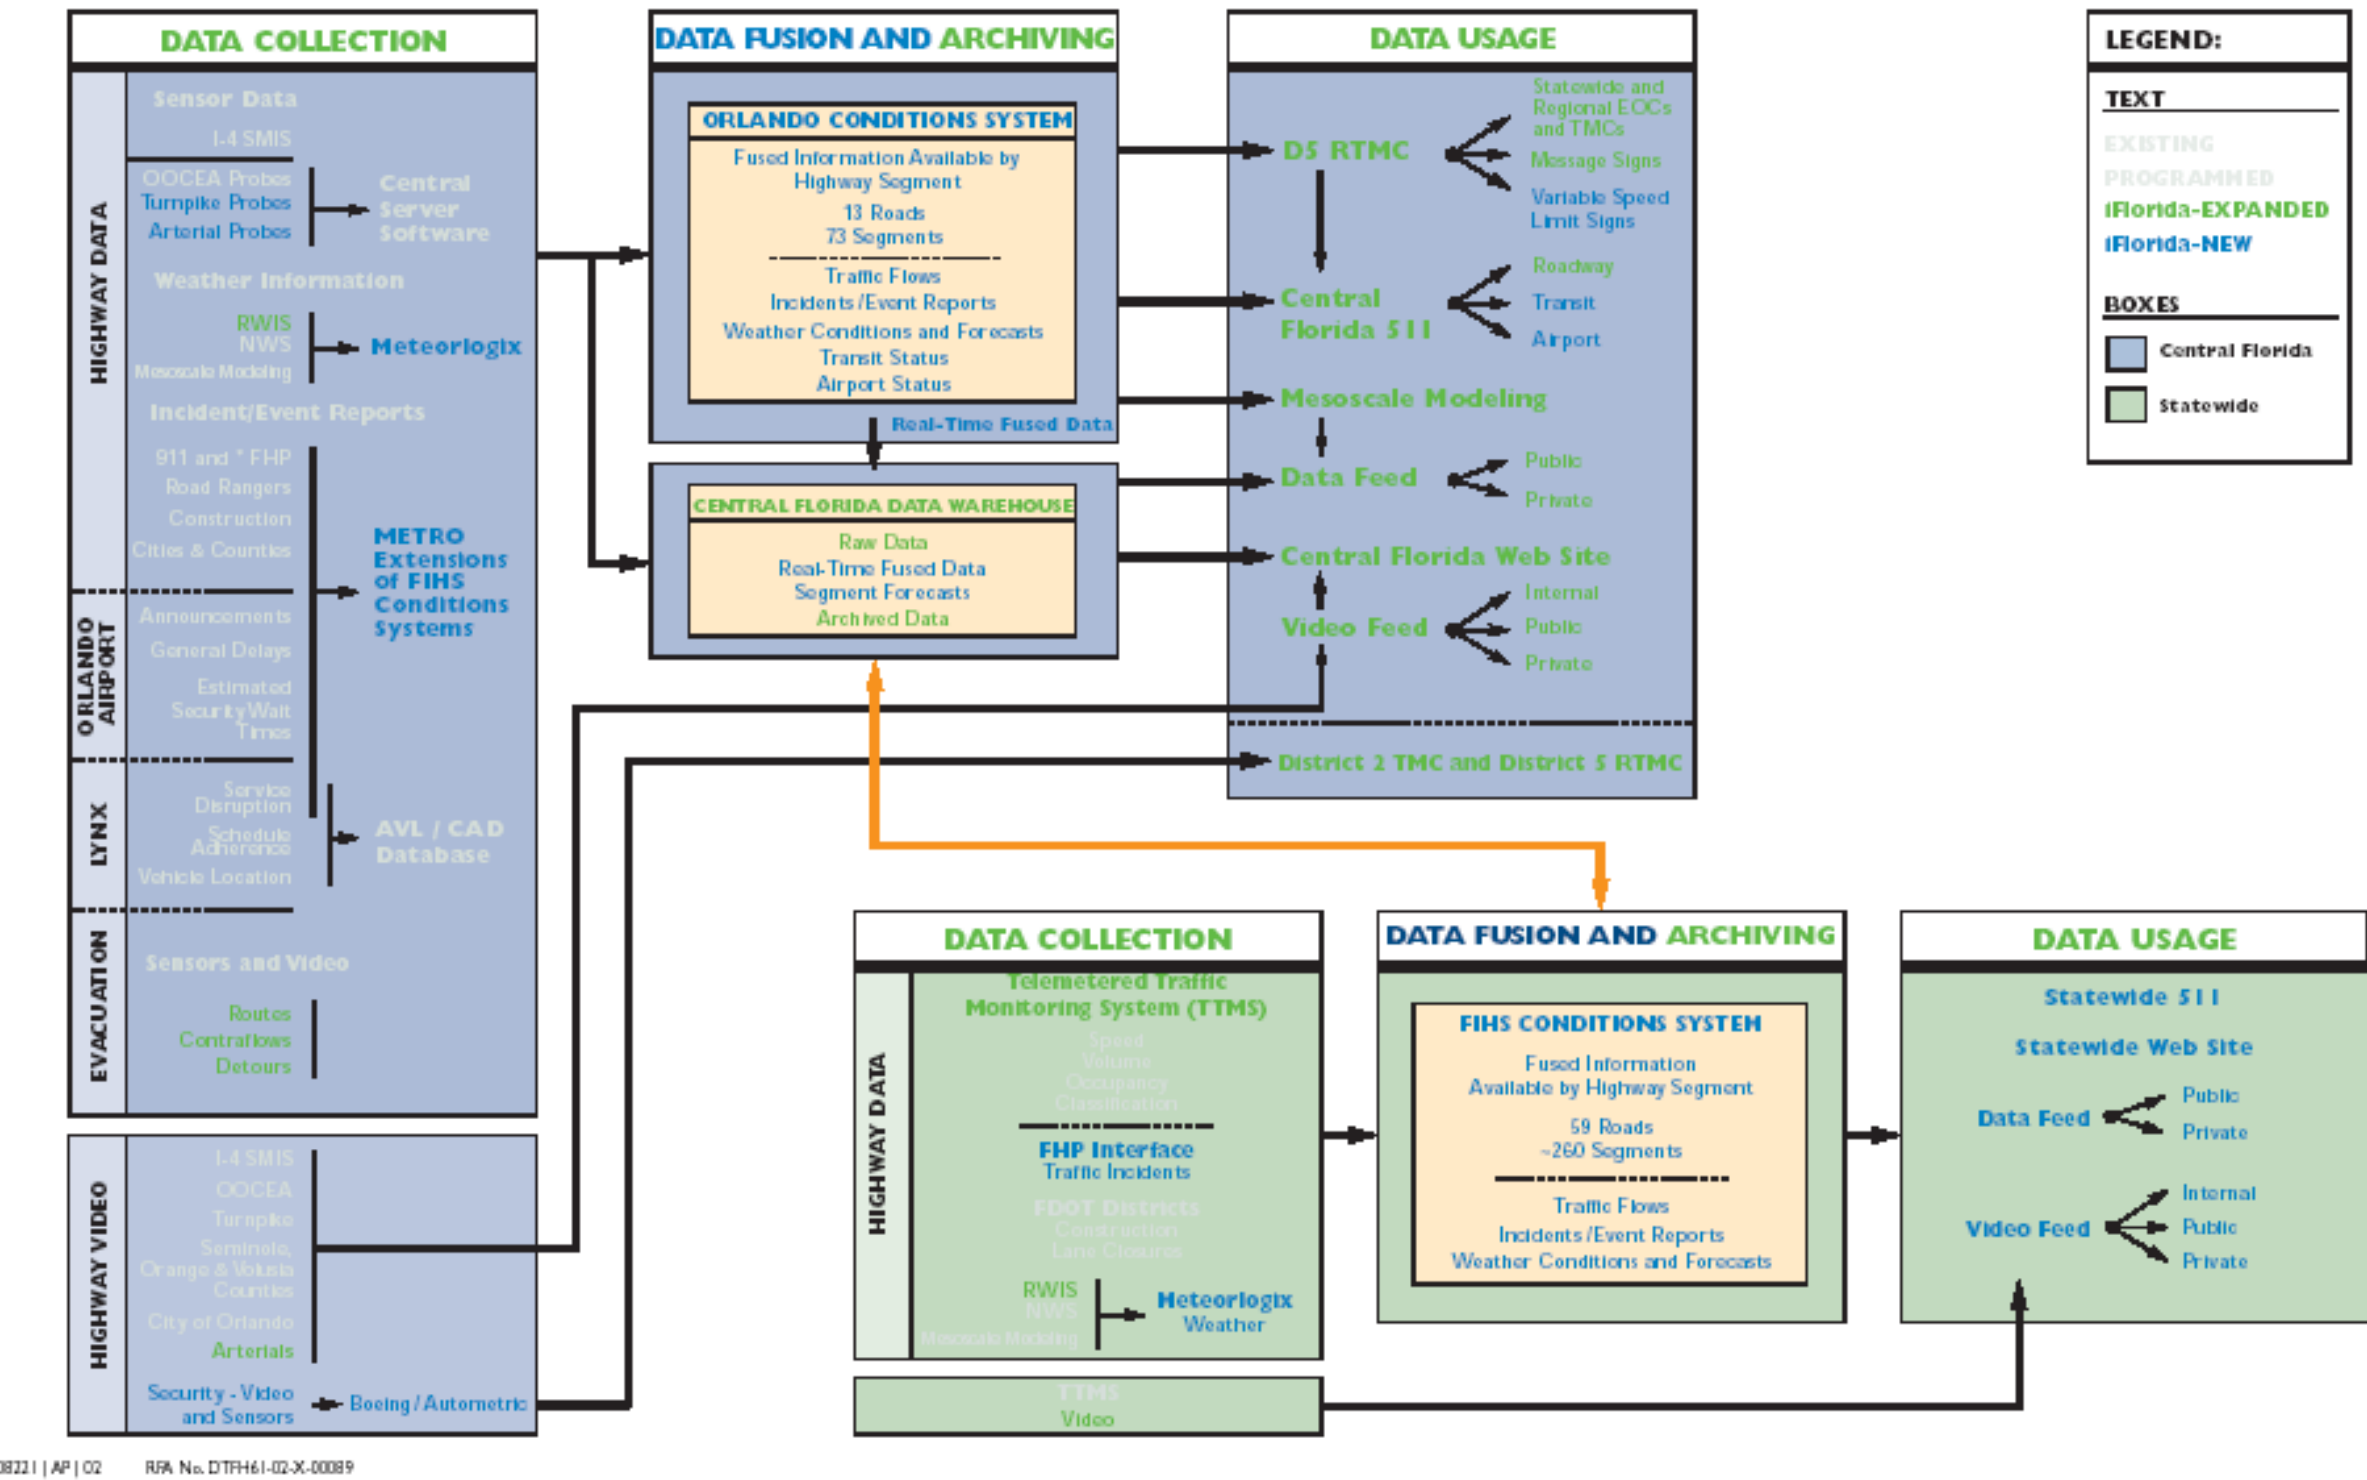 DATA COLLECTION
HIGHWAY DATA
Sensor Data
I-4 SMIS
OOCEA Probes
Turnpike Probes
Arterial Probes
Central
Server
Software
Weather Information
RWIS
NWS
Mesoscale Modeling
Meteorlogix
Incident/Event Reports
911 and * FHP
Road Rangers
Construction
Cities & Counties
METRO
Extensions
of FIHS
Conditions
Systems
ORLANDO
AIRPORT
Announcements
General Delays
Estimated
Security Wait
Times
LYNX
Service
Disruption
Schedule
Adherence
Vehicle Location
AVL / CAD
Database
EVACUATION
Sensors and Video
Routes
Contraflows
Detours
HIGHWAY VIDEO
I-4 SMIS
OOCEA
Turnpike
Seminole,
Orange & Volusia
Counties
City of Orlando
Arterials
Security - Video
and Sensors
Boeing / Autometric
DATA FUSION AND ARCHIVING
ORLANDO CONDITIONS SYSTEM
Fused Information Available by
Highway Segment
13 Roads
73 Segments
Traffic Flows
Incidents /Event Reports
Weather Conditions and Forecasts
Transit Status
Airport Status
Real-Time Fused Data
CENTRAL FLORIDA DATA WAREHOUSE
Raw Data
Real-Time Fused Data
Segment Forecasts
Archived Data
DATA USAGE
D5 RTMC
Statewide and
Regional EOCs
and TMCs
Message Signs
Variable Speed
Limit Signs
Central
Florida 511
Roadway
Transit
Airport
Mesoscale Modeling
Data Feed
Public
Private
Central Florida Web Site
Video Feed
Internal
Public
Private
District 2 TMC and District 5 RTMC
LEGEND:
TEXT
EXISTING
PROGRAMMED
iFlorida-EXPANDED
iFlorida-NEW
BOXES
Central Florida
Statewide
DATA COLLECTION
HIGHWAY DATA
Telemetered Traffic
Monitoring System (TTMS)
Speed
Volume
Occupancy
Classification
FHP Interface
Traffic Incidents
FDOT Districts
Construction
Lane Closures
RWIS
NWS
Mesoscale Modeling
Meteorlogix
Weather
TTMS
Video
DATA FUSION AND ARCHIVING
FIHS CONDITIONS SYSTEM
Fused Information
Available by Highway Segment
59 Roads
~260 Segments
Traffic Flows
Incidents /Event Reports
Weather Conditions and Forecasts
DATA USAGE
Statewide 511
Statewide Web Site
Data Feed
Public
Private
Video Feed
Internal
Public
Private
08221 | AP | 02 RFA No. DTFH61-02-X-00089